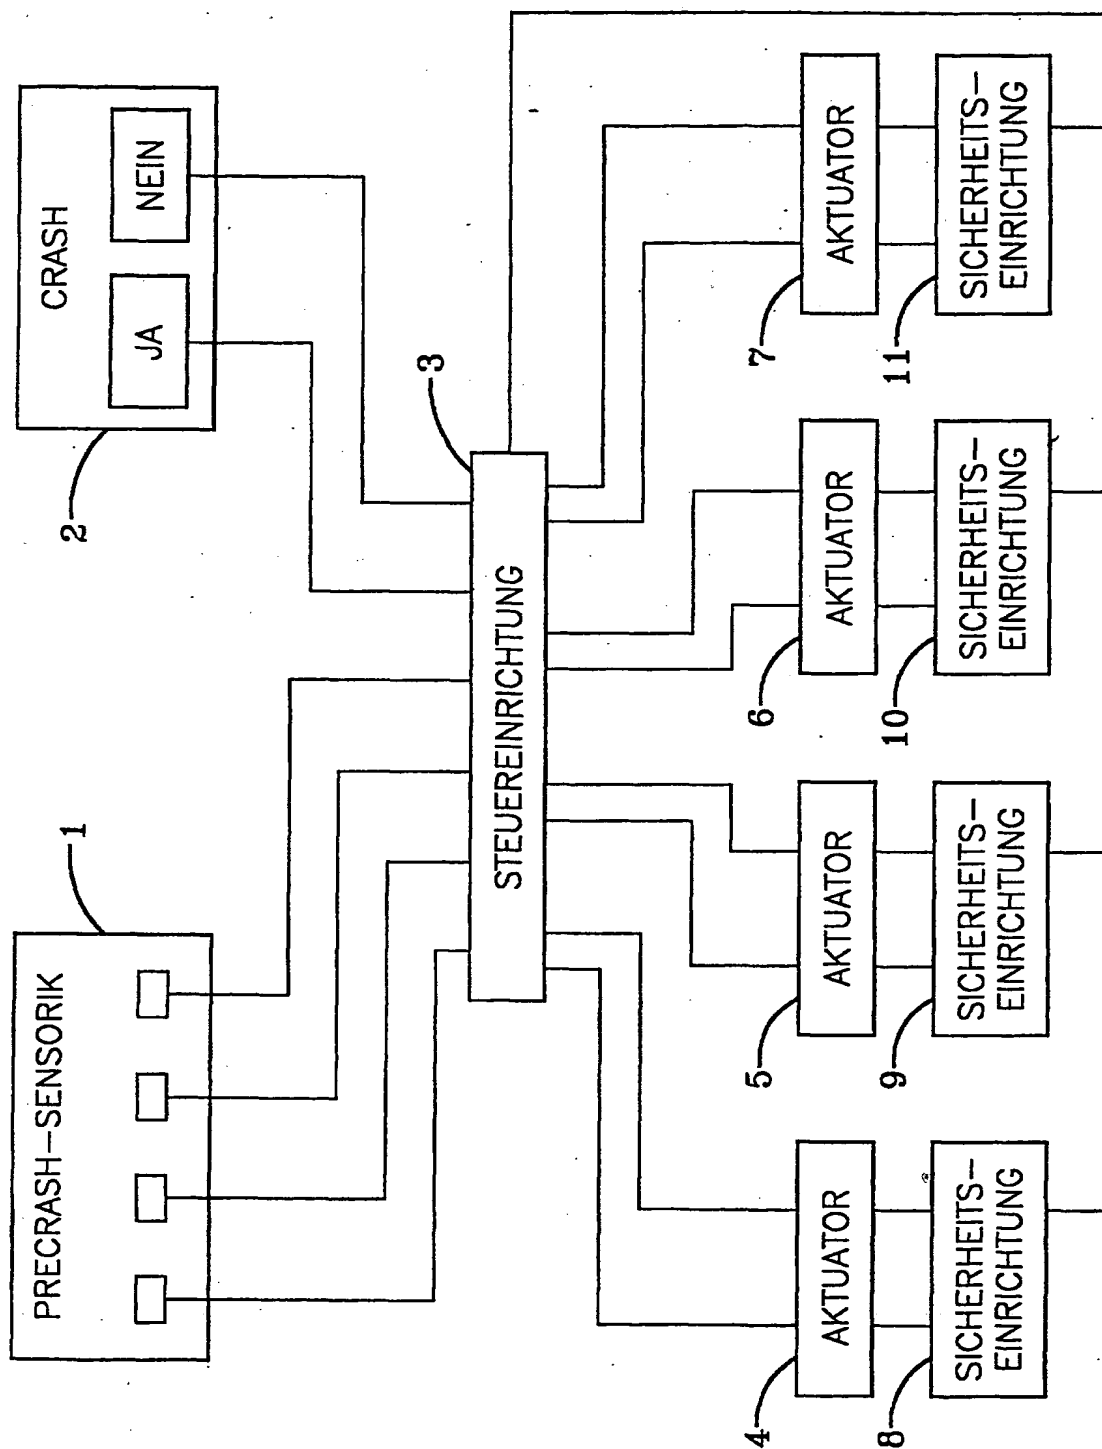 PRECRASH–SENSORIK
1
CRASH
JA
NEIN
2
STEUEREINRICHTUNG
3
4
AKTUATOR
5
AKTUATOR
6
AKTUATOR
7
AKTUATOR
8
SICHERHEITS–
EINRICHTUNG
9
SICHERHEITS–
EINRICHTUNG
10
SICHERHEITS–
EINRICHTUNG
11
SICHERHEITS–
EINRICHTUNG